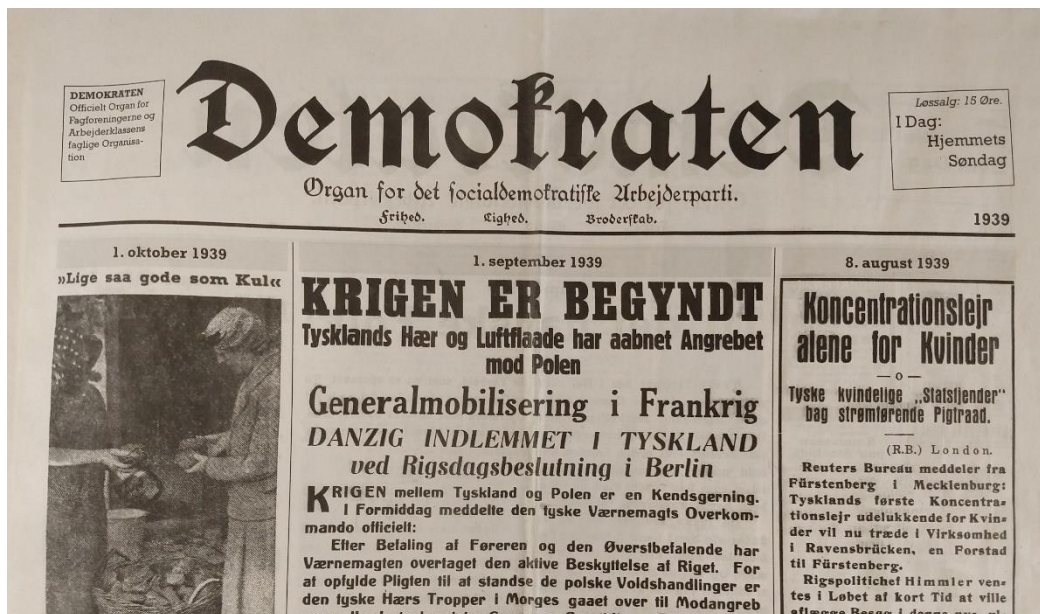 DEMOKRATEN
Officielt Organ for
Fagforeningerne og
Arbejderklassens
faglige Organisa-
tion
Demokraten
Løssalg: 15 Øre.
I Dag:
Hjemmets
Søndag
Organ for det socialdemokratiske Arbejderparti.
Frihed. Lighed. Broderskab.
1939
1. oktober 1939
»Lige saa gode som Kul«
1. september 1939
KRIGEN ER BEGYNDT
Tysklands Hær og Luftflaade har aabnet Angrebet
mod Polen
Generalmobilisering i Frankrig
DANZIG INDLEMMET I TYSKLAND
ved Rigsdagsbeslutning i Berlin
KRIGEN mellem Tyskland og Polen er en Kendsgerning.
I Formiddag meddelte den tyske Værnemagts Overkom-
mando officielt:
Efter Befaling af Føreren og den Øverstbefalende har
Værnemagten overtaget den aktive Beskyttelse af Riget. For
at opfylde Pligten til at standse de polske Voldshandlinger er
den tyske Hærs Tropper i Morges gaaet over til Modangreb
8. august 1939
Koncentrationslejr
alene for Kvinder
— o —
Tyske kvindelige „Statsfjender"
bag strømførende Pigtraad.
(R.B.) London.
Reuters Bureau meddeler fra
Fürstenberg i Mecklenburg:
Tysklands første Koncentra-
tionslejr udelukkende for Kvin-
der vil nu træde i Virksomhed
i Ravensbrücken, en Forstad
til Fürstenberg.
Rigspolitichef Himmler ven-
tes i Løbet af kort Tid at ville